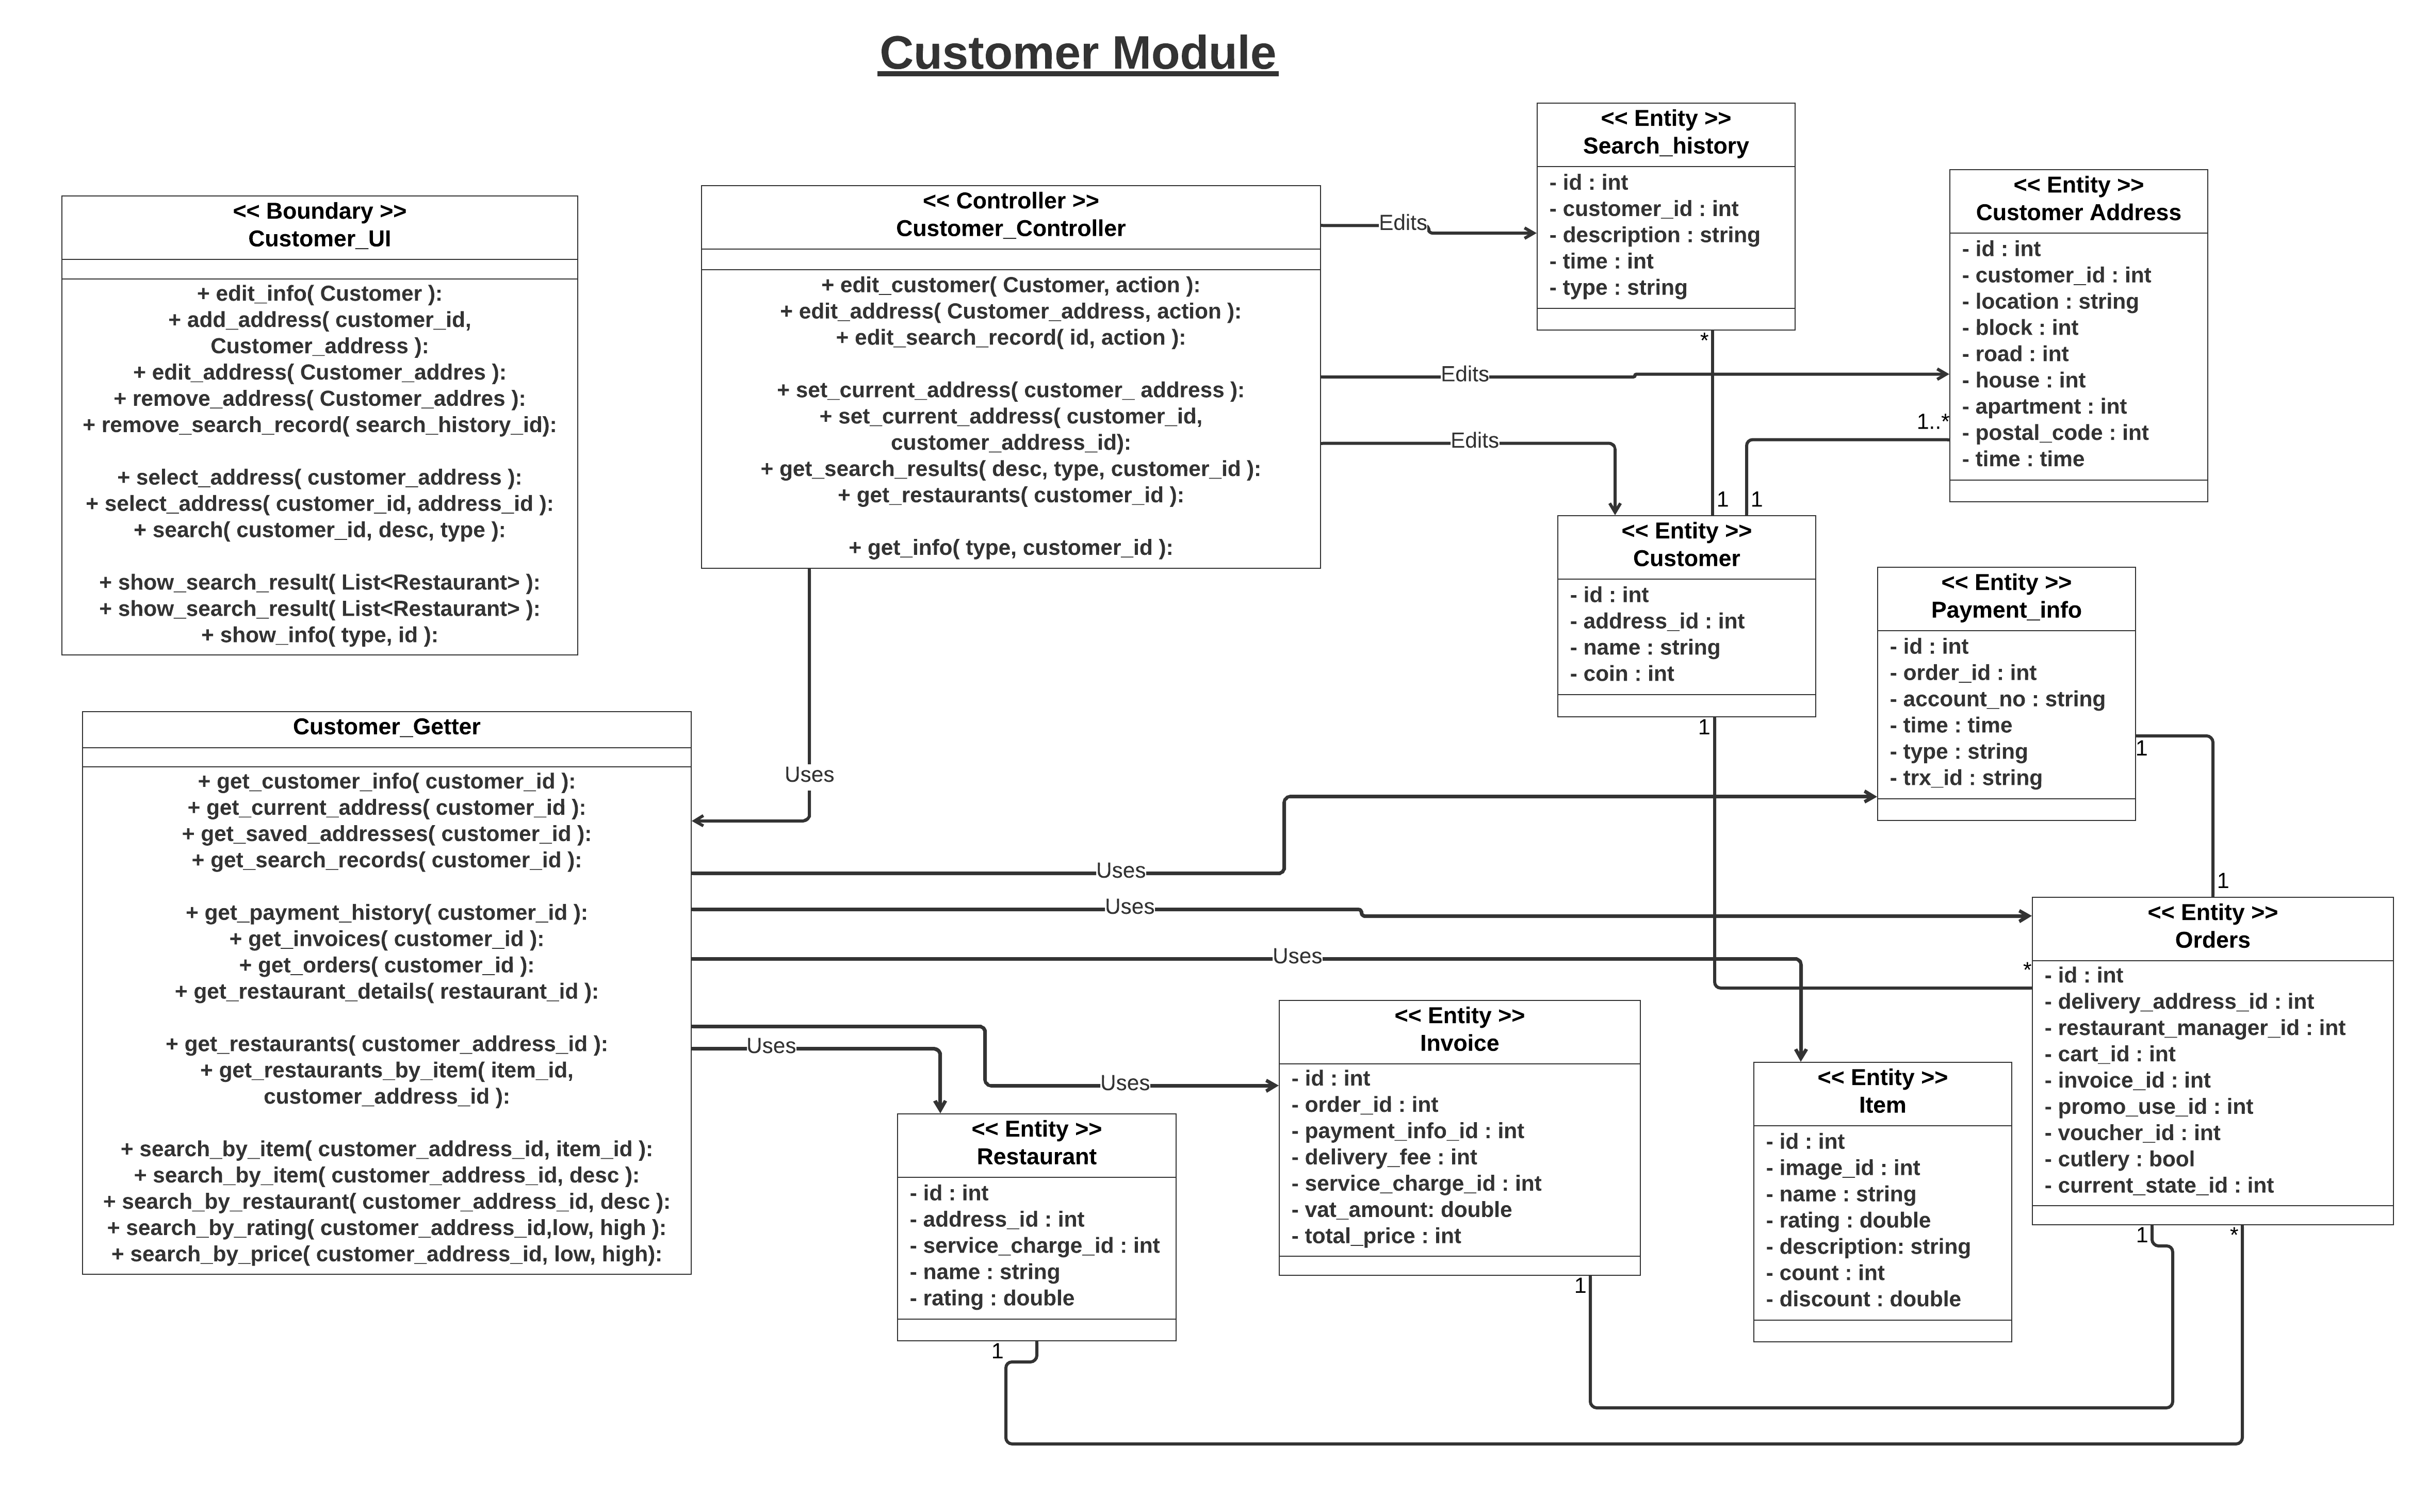 Customer Module
<< Boundary >>
Customer_UI
+ edit_info( Customer ):
+ add_address( customer_id,
Customer_address ):
+ edit_address( Customer_addres ):
+ remove_address( Customer_addres ):
+ remove_search_record( search_history_id):
+ select_address( customer_address ):
+ select_address( customer_id, address_id ):
+ search( customer_id, desc, type ):
+ show_search_result( List<Restaurant> ):
+ show_search_result( List<Restaurant> ):
+ show_info( type, id ):
<< Controller >>
Customer_Controller
+ edit_customer( Customer, action ):
+ edit_address( Customer_address, action ):
+ edit_search_record( id, action ):
+ set_current_address( customer_ address ):
+ set_current_address( customer_id,
customer_address_id):
+ get_search_results( desc, type, customer_id ):
+ get_restaurants( customer_id ):
+ get_info( type, customer_id ):
Edits
Edits
Edits
<< Entity >>
Search_history
- id : int
- customer_id : int
- description : string
- time : int
- type : string
*
1
<< Entity >>
Customer Address
- id : int
- customer_id : int
- location : string
- block : int
- road : int
- house : int
- apartment : int
- postal_code : int
- time : time
1..*
1
<< Entity >>
Customer
- id : int
- address_id : int
- name : string
- coin : int
1
<< Entity >>
Payment_info
- id : int
- order_id : int
- account_no : string
- time : time
- type : string
- trx_id : string
1
1
Customer_Getter
+ get_customer_info( customer_id ):
+ get_current_address( customer_id ):
+ get_saved_addresses( customer_id ):
+ get_search_records( customer_id ):
+ get_payment_history( customer_id ):
+ get_invoices( customer_id ):
+ get_orders( customer_id ):
+ get_restaurant_details( restaurant_id ):
+ get_restaurants( customer_address_id ):
+ get_restaurants_by_item( item_id,
customer_address_id ):
+ search_by_item( customer_address_id, item_id ):
+ search_by_item( customer_address_id, desc ):
+ search_by_restaurant( customer_address_id, desc ):
+ search_by_rating( customer_address_id,low, high ):
+ search_by_price( customer_address_id, low, high):
Uses
Uses
Uses
Uses
Uses
Uses
<< Entity >>
Restaurant
- id : int
- address_id : int
- service_charge_id : int
- name : string
- rating : double
1
<< Entity >>
Invoice
- id : int
- order_id : int
- payment_info_id : int
- delivery_fee : int
- service_charge_id : int
- vat_amount: double
- total_price : int
1
<< Entity >>
Item
- id : int
- image_id : int
- name : string
- rating : double
- description: string
- count : int
- discount : double
*
<< Entity >>
Orders
- id : int
- delivery_address_id : int
- restaurant_manager_id : int
- cart_id : int
- invoice_id : int
- promo_use_id : int
- voucher_id : int
- cutlery : bool
- current_state_id : int
1
*